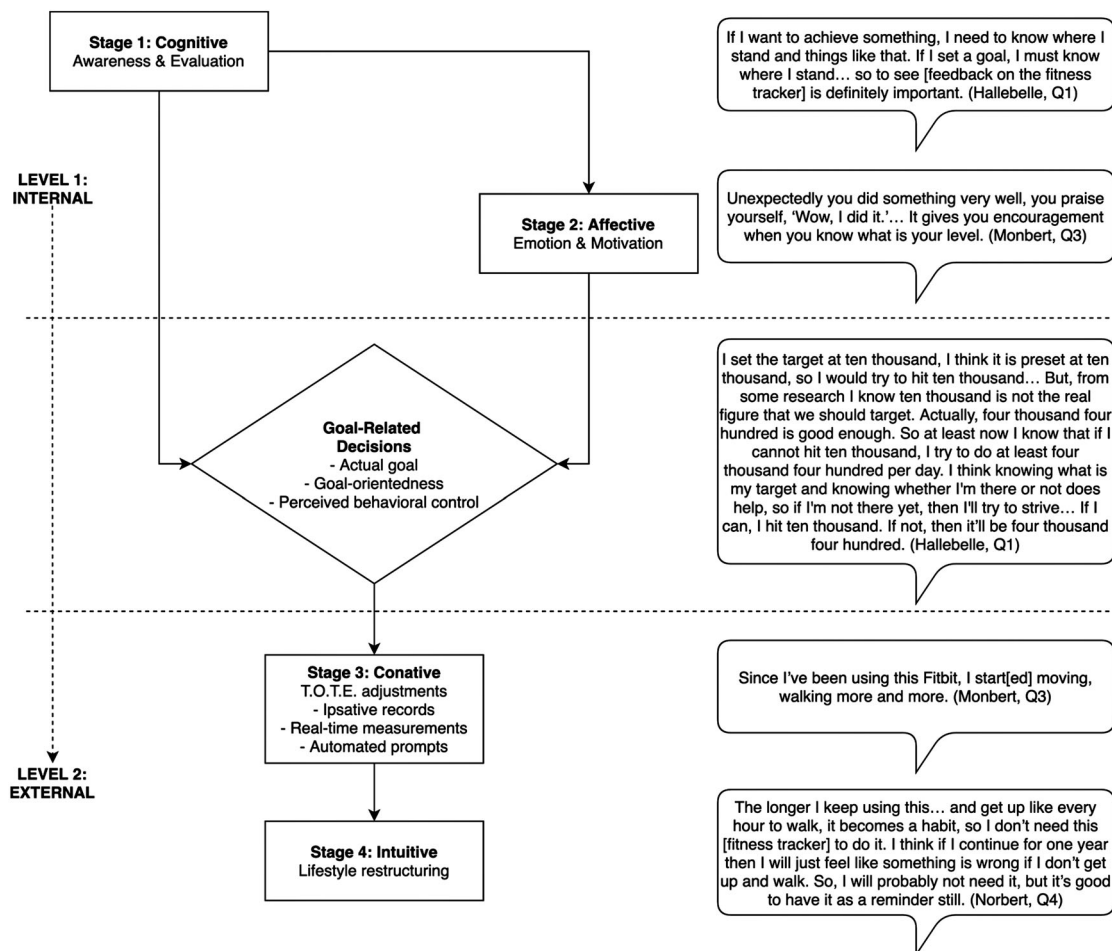 Stage 1: Cognitive
Awareness & Evaluation
If I want to achieve something, I need to know where I
stand and things like that. If I set a goal, I must know
where I stand… so to see [feedback on the fitness
tracker] is definitely important. (Hallebelle, Q1)
LEVEL 1:
INTERNAL
Stage 2: Affective
Emotion & Motivation
Unexpectedly you did something very well, you praise
yourself, ‘Wow, I did it.’… It gives you encouragement
when you know what is your level. (Monbert, Q3)
Goal-Related
Decisions
- Actual goal
- Goal-orientedness
- Perceived behavioral control
I set the target at ten thousand, I think it is preset at ten
thousand, so I would try to hit ten thousand… But, from
some research I know ten thousand is not the real
figure that we should target. Actually, four thousand four
hundred is good enough. So at least now I know that if I
cannot hit ten thousand, I try to do at least four
thousand four hundred per day. I think knowing what is
my target and knowing whether I'm there or not does
help, so if I'm not there yet, then I'll try to strive… If I
can, I hit ten thousand. If not, then it’ll be four thousand
four hundred. (Hallebelle, Q1)
Stage 3: Conative
T.O.T.E. adjustments
- Ipsative records
- Real-time measurements
- Automated prompts
Since I’ve been using this Fitbit, I start[ed] moving,
walking more and more. (Monbert, Q3)
LEVEL 2:
EXTERNAL
Stage 4: Intuitive
Lifestyle restructuring
The longer I keep using this… and get up like every
hour to walk, it becomes a habit, so I don’t need this
[fitness tracker] to do it. I think if I continue for one year
then I will just feel like something is wrong if I don’t get
up and walk. So, I will probably not need it, but it’s good
to have it as a reminder still. (Norbert, Q4)